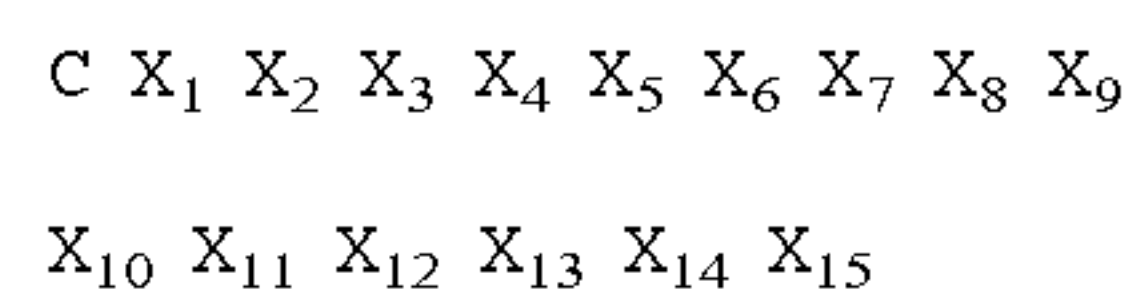 C X₁ X₂ X₃ X₄ X₅ X₆ X₇ X₈ X₉
X₁₀ X₁₁ X₁₂ X₁₃ X₁₄ X₁₅